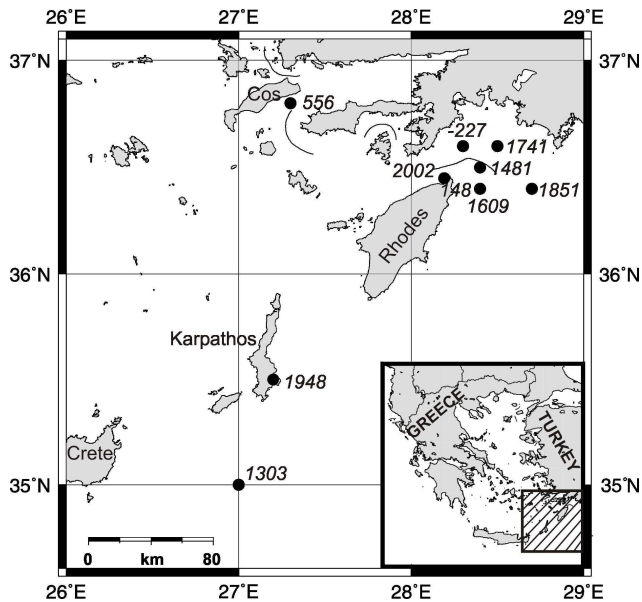 26°E 27°E 28°E 29°E
37°N 37°N
Cos 556
-227 1741
2002 1481
148 1851
1609
Rhodes
36°N 36°N
Karpathos
1948
GREECE
TURKEY
Crete
1303
35°N 35°N
0 km 80
26°E 27°E 28°E 29°E